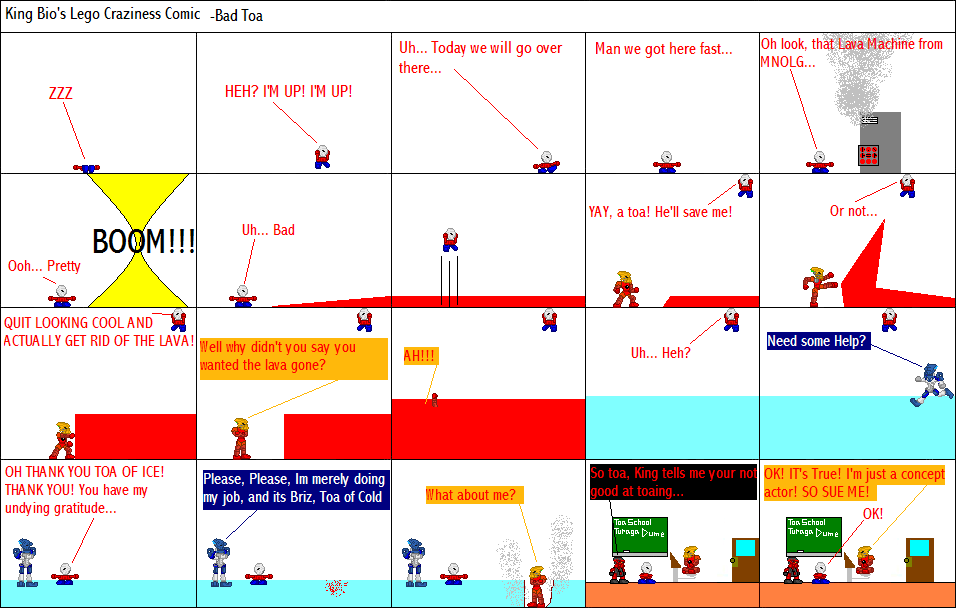 King Bio's Lego Craziness Comic -Bad Toa
ZZZ
HEH? I'M UP! I'M UP!
Uh... Today we will go over
there...
Man we got here fast...
Oh look, that Lava Machine from
MNOLG...
Ooh... Pretty
BOOM!!!
Uh... Bad
YAY, a toa! He'll save me!
Or not...
QUIT LOOKING COOL AND
ACTUALLY GET RID OF THE LAVA!
Well why didn't you say you
wanted the lava gone?
AH!!!
Uh... Heh?
Need some Help?
OH THANK YOU TOA OF ICE!
THANK YOU! You have my
undying gratitude...
Please, Please, Im merely doing
my job, and its Briz, Toa of Cold
What about me?
So toa, King tells me your not
good at toaing...
Toa School
Turaga Dume
OK! IT's True! I'm just a concept
actor! SO SUE ME!
OK!
Toa School
Turaga Dume